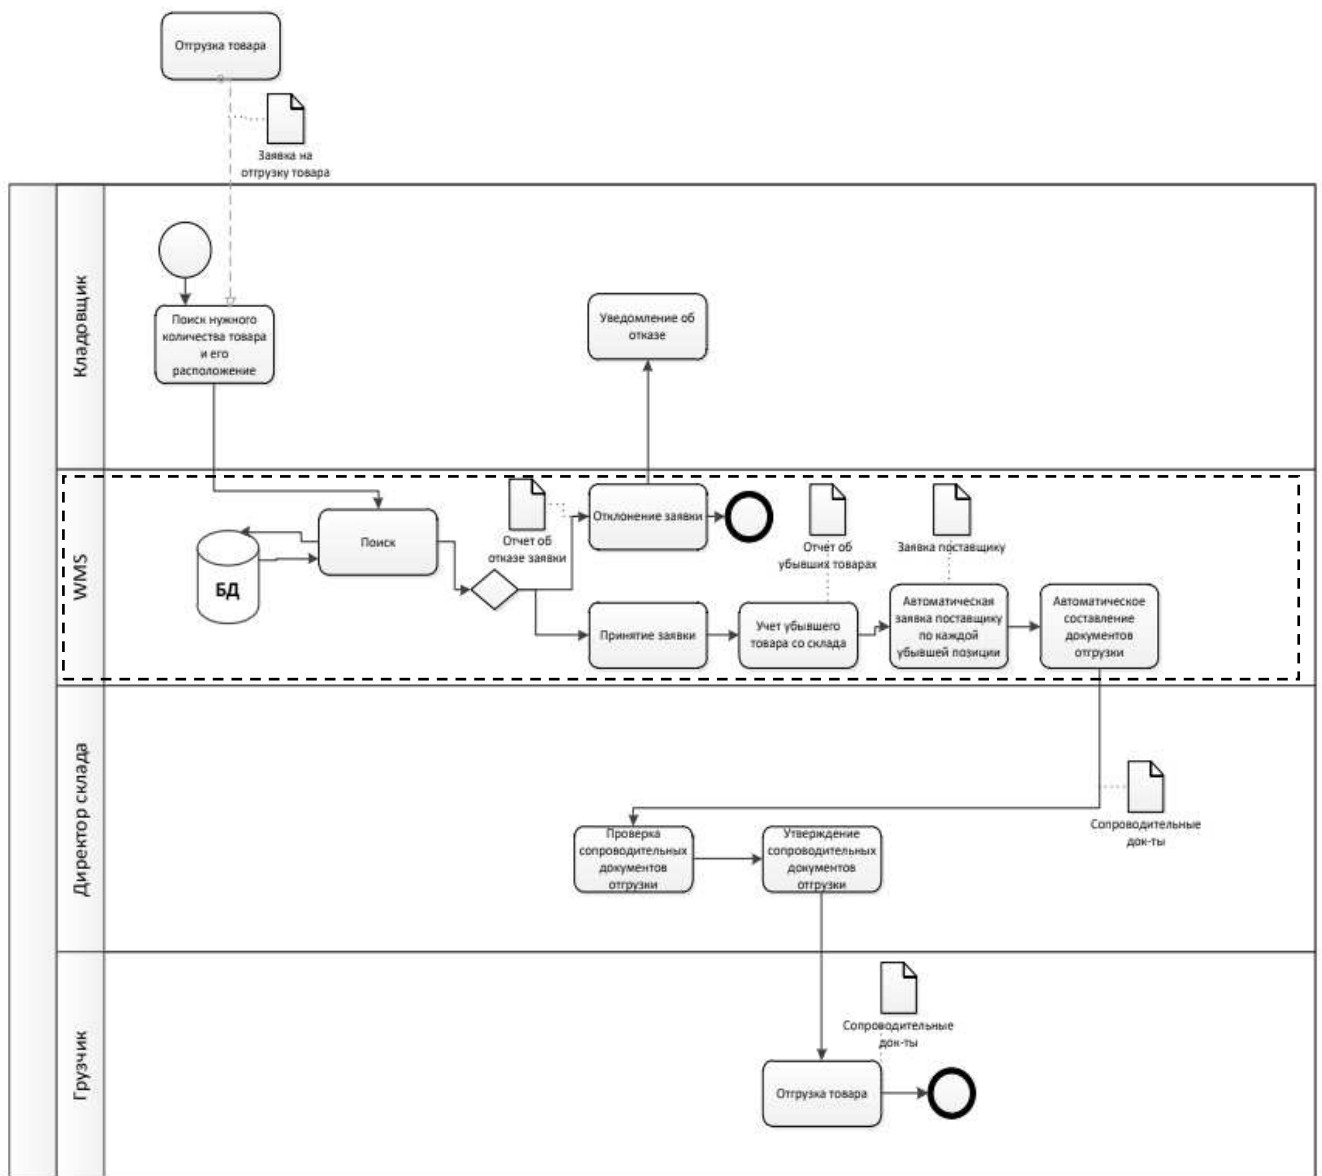 Отгрузка товара
Заявка на
отгрузку товара
Кладовщик
Поиск нужного
количества товара
и его
расположение
Уведомление об
отказе
WMS
БД
Поиск
Отчет об
отказе заявки
Отклонение заявки
Отчет об
убывших товарах
Заявка поставщику
Принятие заявки
Учет убывшего
товара со склада
Автоматическая
заявка поставщику
по каждой
убывшей позиции
Автоматическое
составление
документов
отгрузки
Директор склада
Сопроводительные
док-ты
Проверка
сопроводительных
документов
отгрузки
Утверждение
сопроводительных
документов
отгрузки
Грузчик
Сопроводительные
док-ты
Отгрузка товара